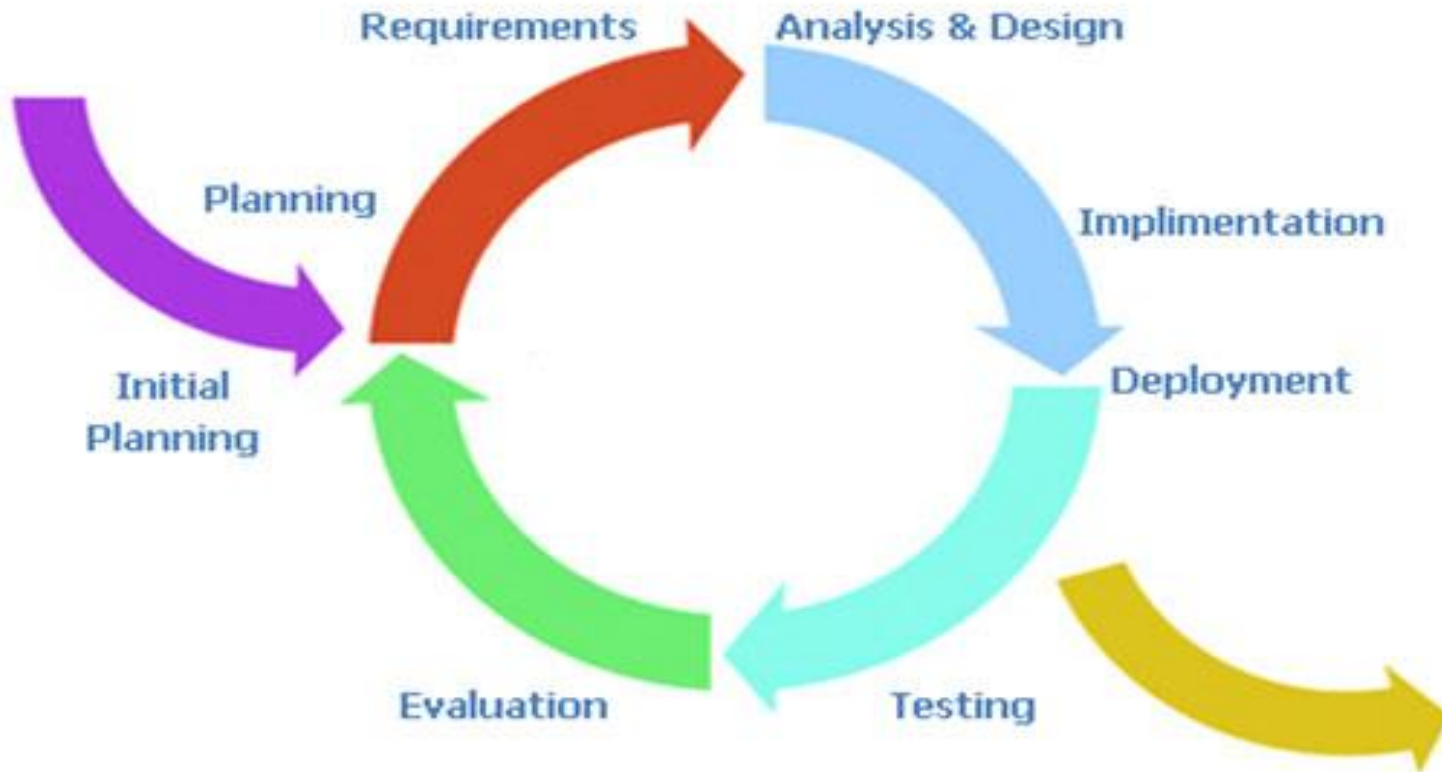 Requirements
Analysis & Design
Planning
Implimentation
Initial
Planning
Deployment
Evaluation
Testing